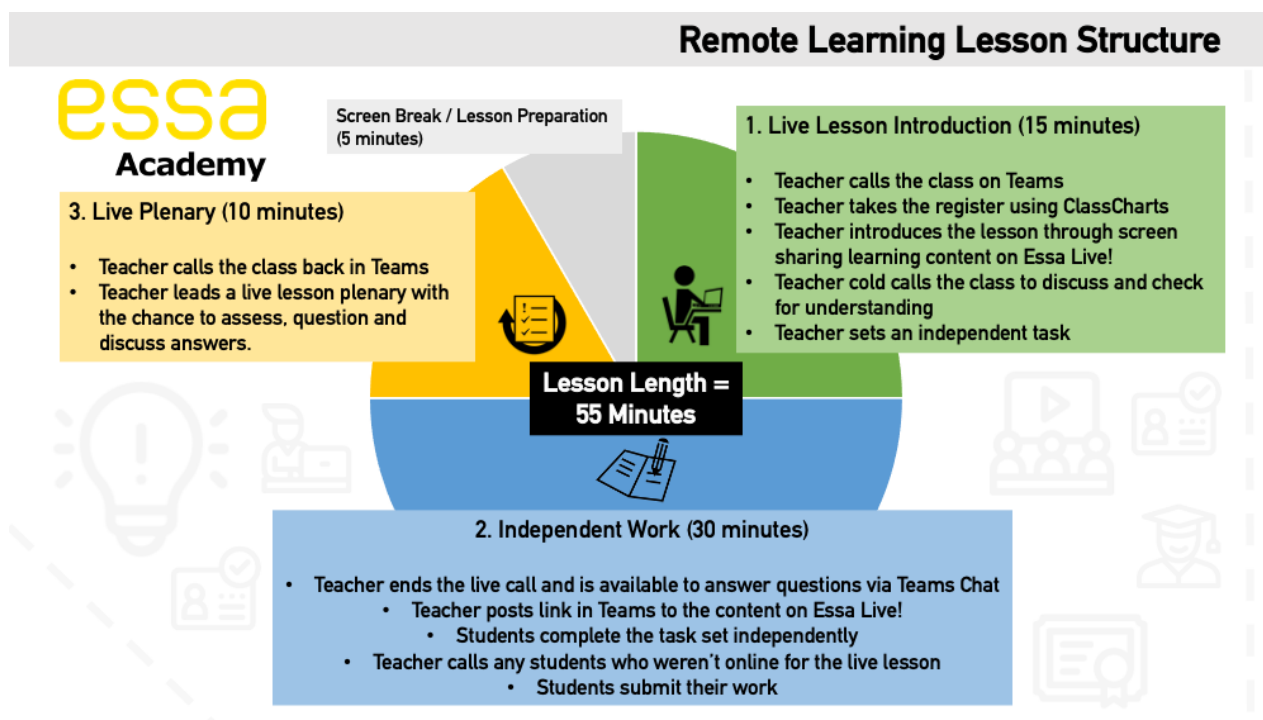 Remote Learning Lesson Structure
essa
Academy
Screen Break / Lesson Preparation
(5 minutes)
1. Live Lesson Introduction (15 minutes)
• Teacher calls the class on Teams
• Teacher takes the register using ClassCharts
• Teacher introduces the lesson through screen
sharing learning content on Essa Live!
• Teacher cold calls the class to discuss and check
for understanding
• Teacher sets an independent task
3. Live Plenary (10 minutes)
• Teacher calls the class back in Teams
• Teacher leads a live lesson plenary with
the chance to assess, question and
discuss answers.
Lesson Length =
55 Minutes
2. Independent Work (30 minutes)
• Teacher ends the live call and is available to answer questions via Teams Chat
• Teacher posts link in Teams to the content on Essa Live!
• Students complete the task set independently
• Teacher calls any students who weren't online for the live lesson
• Students submit their work